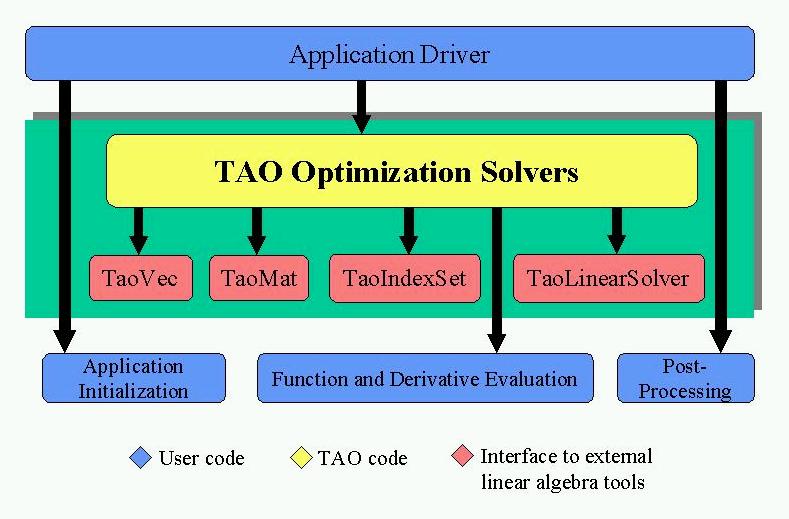 Application Driver
TAO Optimization Solvers
TaoVec
TaoMat
TaoIndexSet
TaoLinearSolver
Application
Initialization
Function and Derivative Evaluation
Post-
Processing
User code
TAO code
Interface to external
linear algebra tools